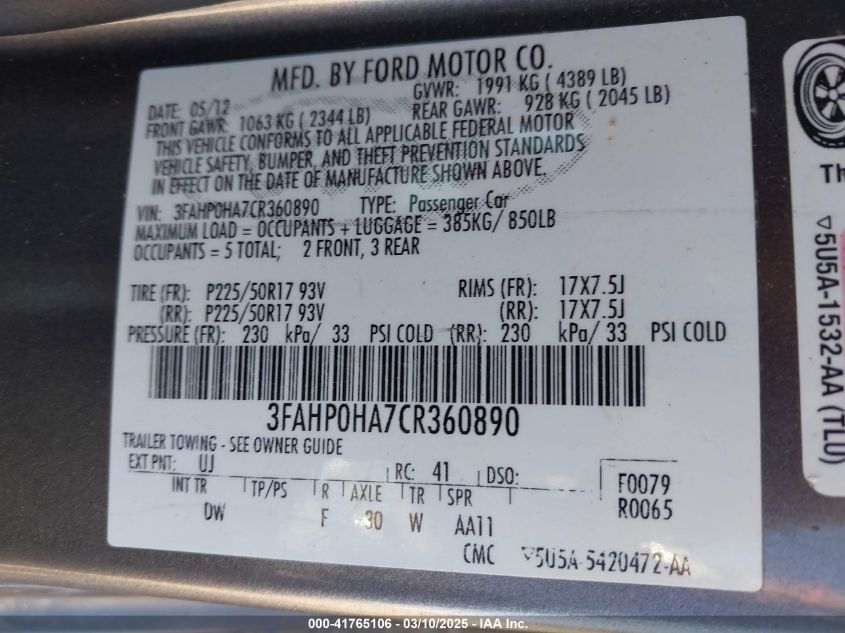 MFD. BY FORD MOTOR CO.
DATE: 05/12 GVWR: 1991 KG ( 4389 LB)
FRONT GAWR: 1063 KG ( 2344 LB) REAR GAWR: 928 KG ( 2045 LB)
THIS VEHICLE CONFORMS TO ALL APPLICABLE FEDERAL MOTOR
VEHICLE SAFETY, BUMPER, AND THEFT PREVENTION STANDARDS
IN EFFECT ON THE DATE OF MANUFACTURE SHOWN ABOVE.
VIN: 3FAHP0HA7CR360890 TYPE: Passenger Car
MAXIMUM LOAD = OCCUPANTS + LUGGAGE = 385KG/ 850LB
OCCUPANTS = 5 TOTAL; 2 FRONT, 3 REAR
TIRE (FR): P225/50R17 93V RIMS (FR): 17X7.5J
(RR): P225/50R17 93V (RR): 17X7.5J
PRESSURE (FR): 230 kPa/ 33 PSI COLD (RR): 230 kPa/ 33 PSI COLD
3FAHP0HA7CR360890
TRAILER TOWING - SEE OWNER GUIDE
EXT PNT: UJ RC: 41 DSO:
INT TR TP/PS R AXLE TR SPR
DW F 30 W AA11
F0079
R0065
CMC ▽5U5A-5420472-AA
Th
▽5U5A-1532-AA (TLU)
000-41765106 - 03/10/2025 - IAA Inc.